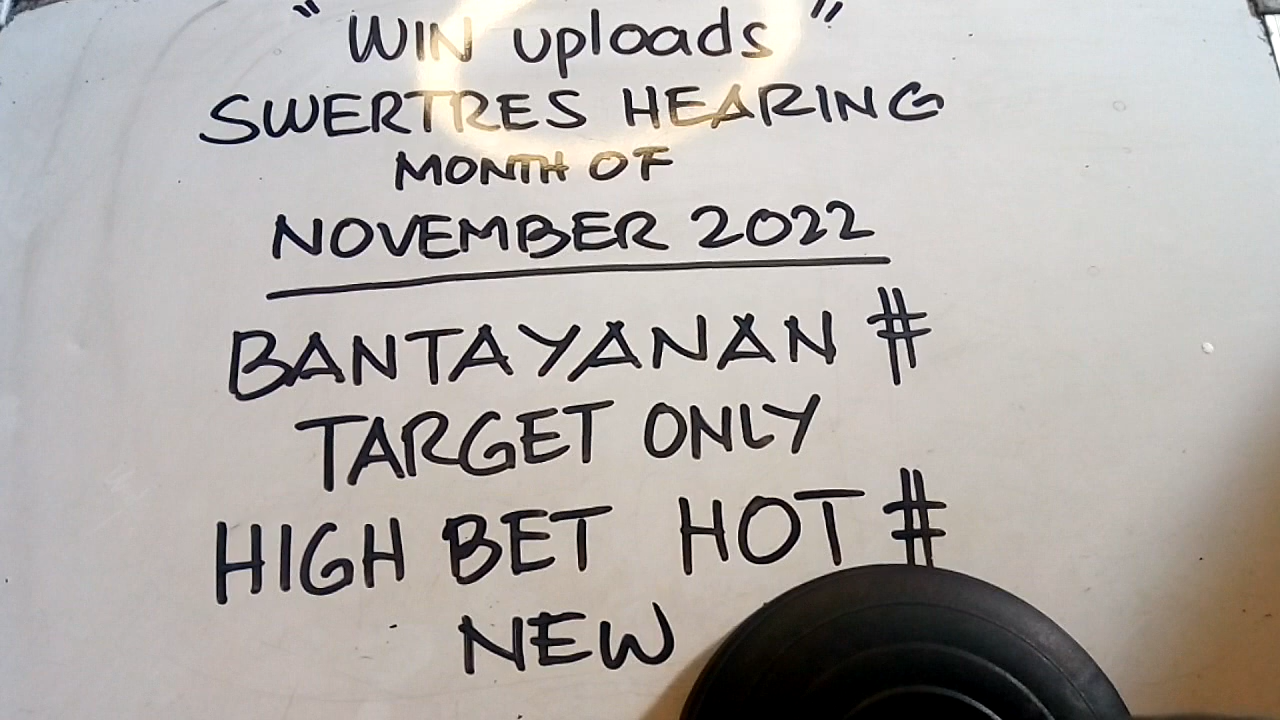 "WIN uploads"
SWERTRES HEARING
MONTH OF
NOVEMBER 2022
BANTAYANAN #
TARGET ONLY
HIGH BET HOT #
NEW